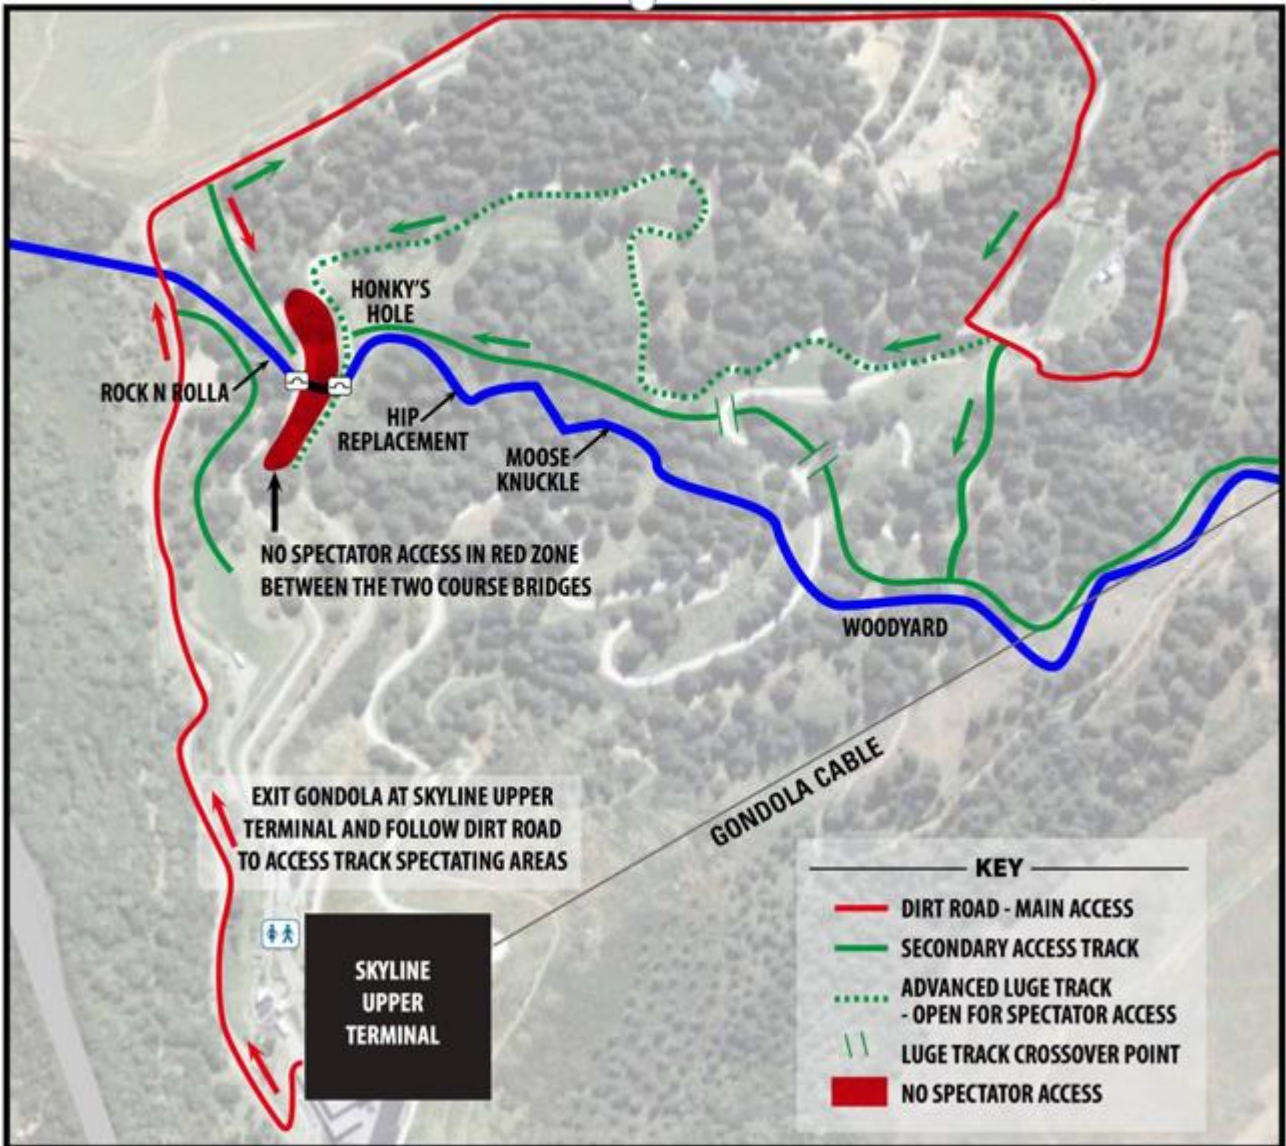 HONKY'S
HOLE
ROCK N ROLLA
HIP
REPLACEMENT
MOOSE
KNUCKLE
NO SPECTATOR ACCESS IN RED ZONE
BETWEEN THE TWO COURSE BRIDGES
WOODYARD
GONDOLA CABLE
EXIT GONDOLA AT SKYLINE UPPER
TERMINAL AND FOLLOW DIRT ROAD
TO ACCESS TRACK SPECTATING AREAS
SKYLINE
UPPER
TERMINAL
KEY
DIRT ROAD - MAIN ACCESS
SECONDARY ACCESS TRACK
ADVANCED LUGE TRACK
- OPEN FOR SPECTATOR ACCESS
LUGE TRACK CROSSOVER POINT
NO SPECTATOR ACCESS